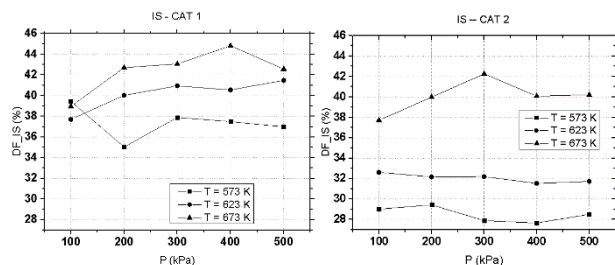 IS - CAT 1
46
44
42
40
38
36
34
32
30
28
DF_IS (%)
T = 573 K
T = 623 K
T = 673 K
100 200 300 400 500
P (kPa)
IS – CAT 2
46
44
42
40
38
36
34
32
30
28
DF_IS (%)
T = 573 K
T = 623 K
T = 673 K
100 200 300 400 500
P (kPa)